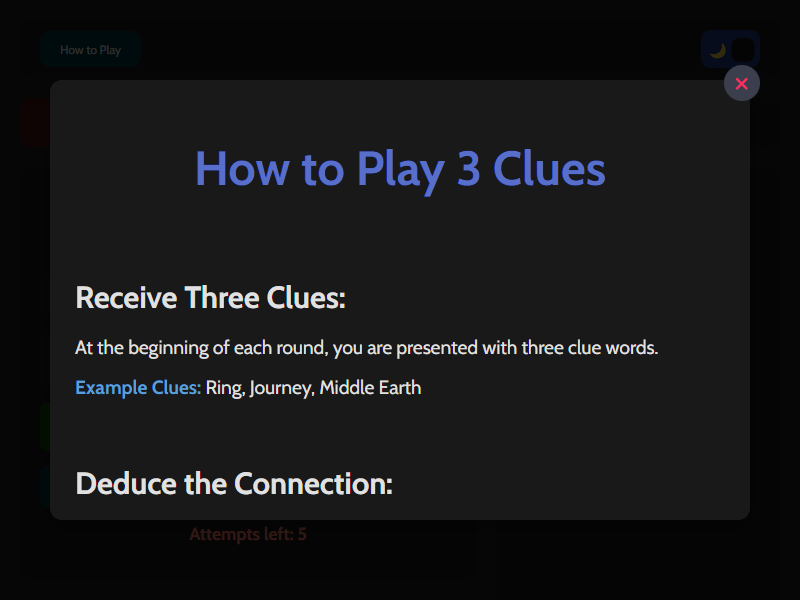 How to Play
How to Play 3 Clues
Receive Three Clues:
At the beginning of each round, you are presented with three clue words.
Example Clues: Ring, Journey, Middle Earth
Deduce the Connection:
Attempts left: 5